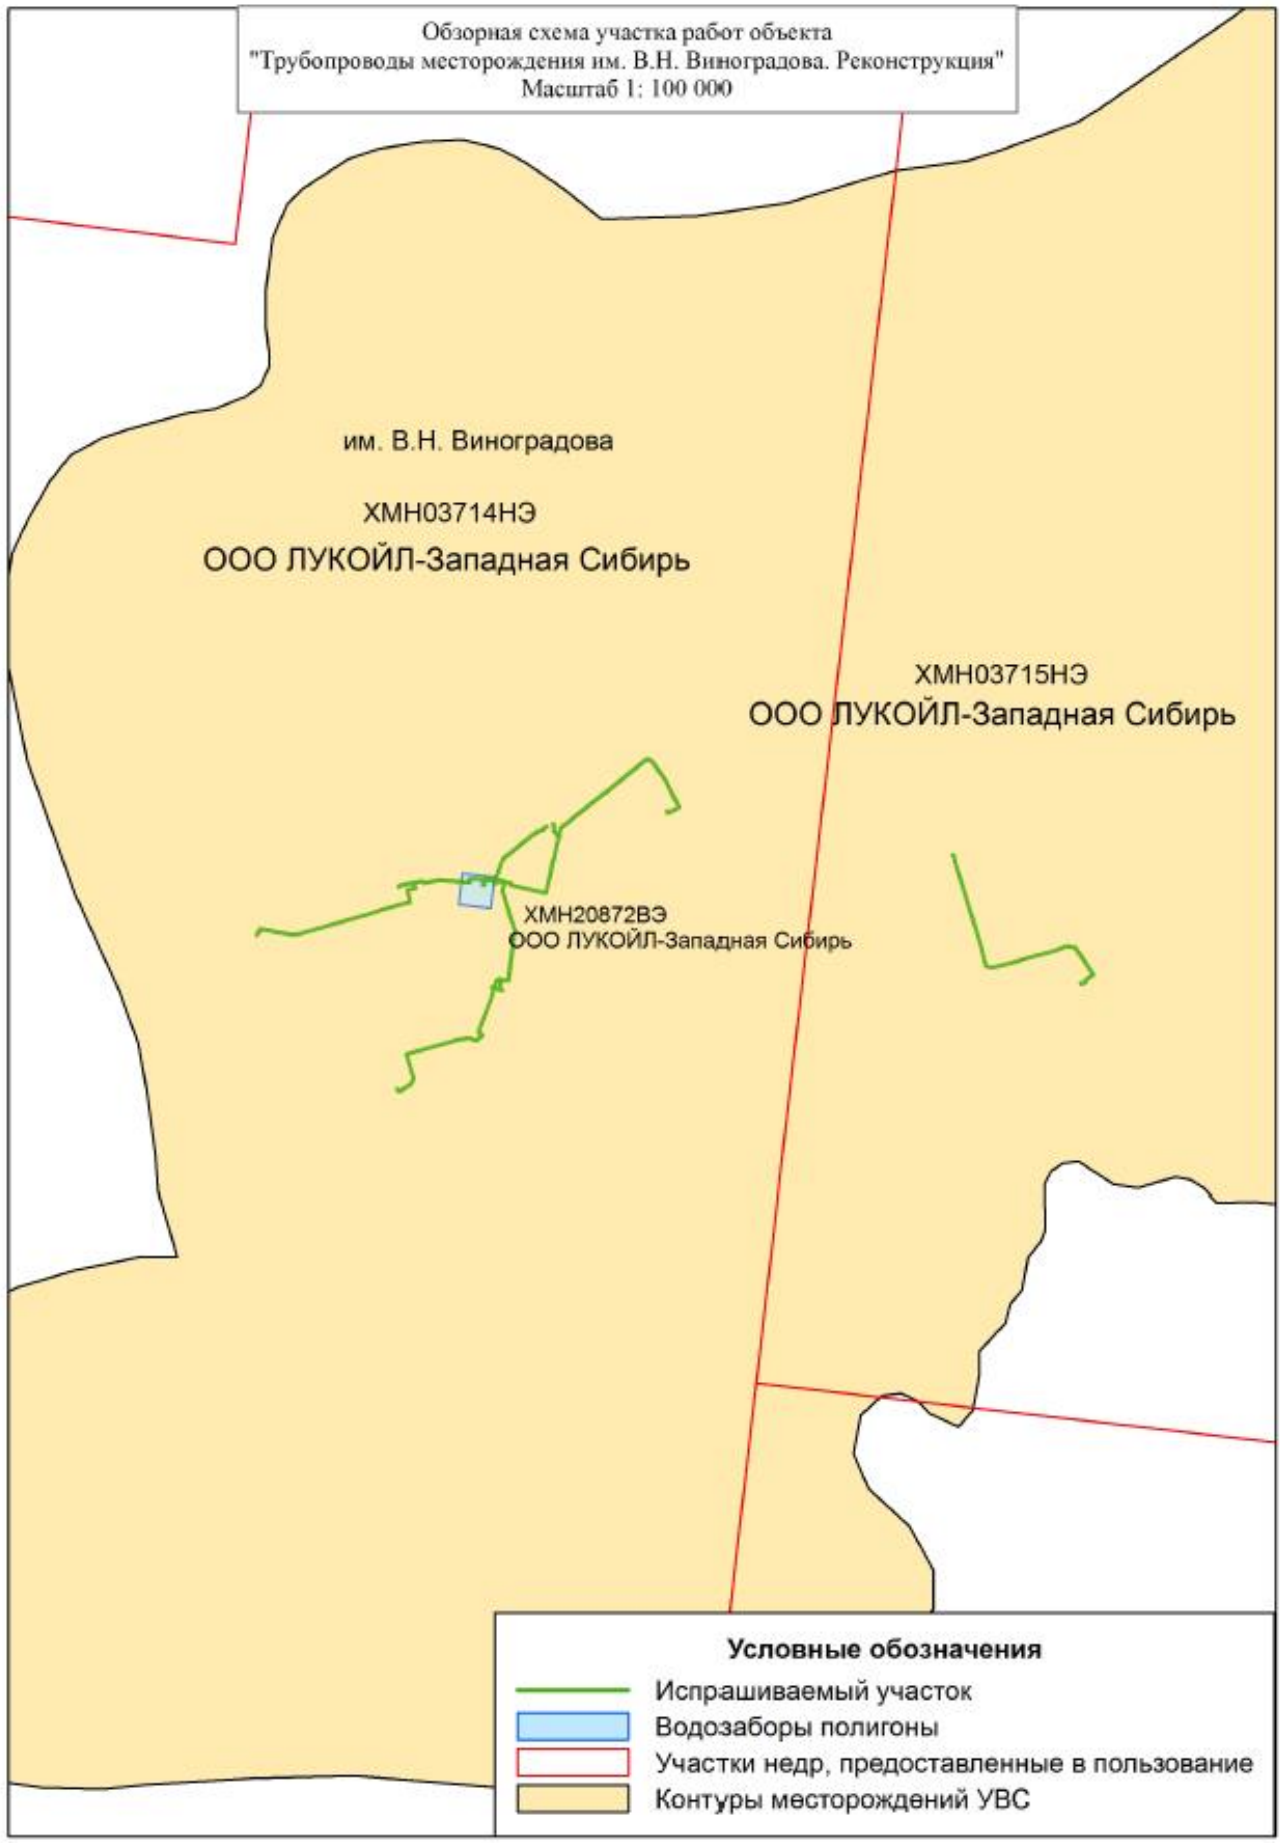 Обзорная схема участка работ объекта
"Трубопроводы месторождения им. В.Н. Виноградова. Реконструкция"
Масштаб 1: 100 000
им. В.Н. Виноградова
ХМН03714НЭ
ООО ЛУКОЙЛ-Западная Сибирь
ХМН03715НЭ
ООО ЛУКОЙЛ-Западная Сибирь
ХМН20872ВЭ
ООО ЛУКОЙЛ-Западная Сибирь
Условные обозначения
Испрашиваемый участок
Водозаборы полигоны
Участки недр, предоставленные в пользование
Контуры месторождений УВС